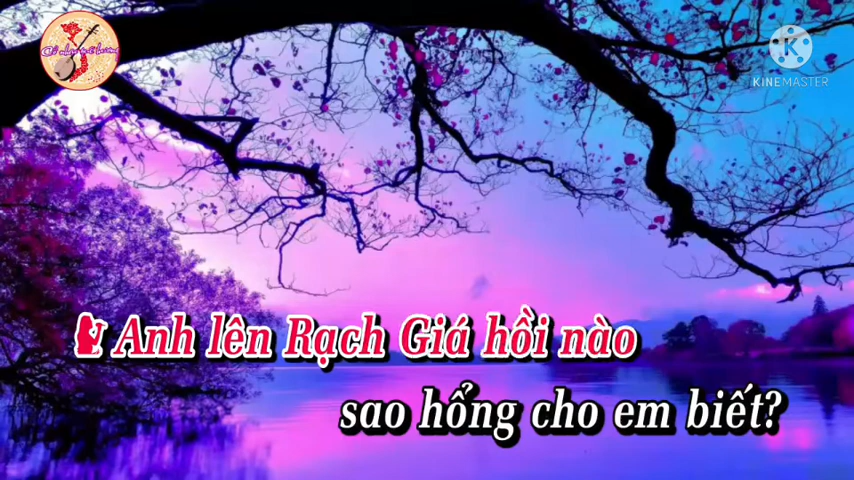 KINEMASTER
Anh lên Rạch Giá hồi nào
sao hổng cho em biết?